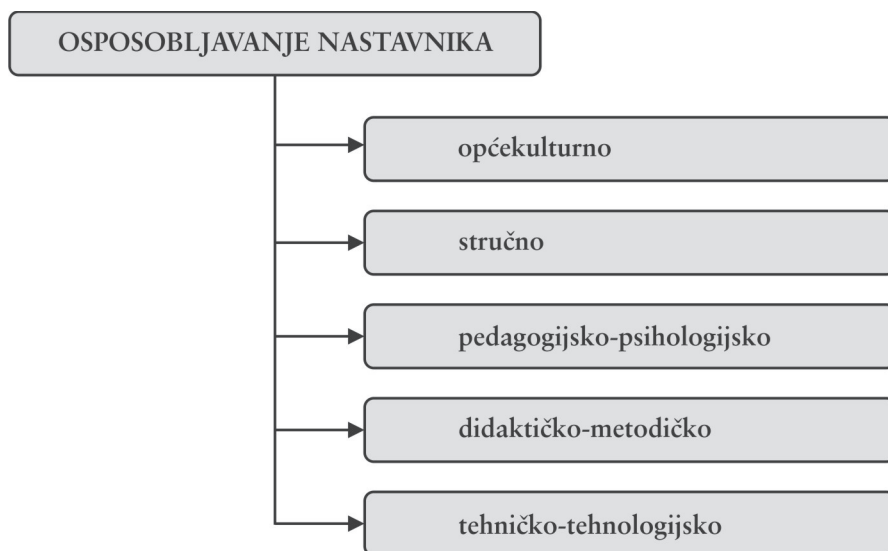 OSPOSOBLJAVANJE NASTAVNIKA
općekulturno
stručno
pedagogijsko-psihologijsko
didaktičko-metodičko
tehničko-tehnologijsko